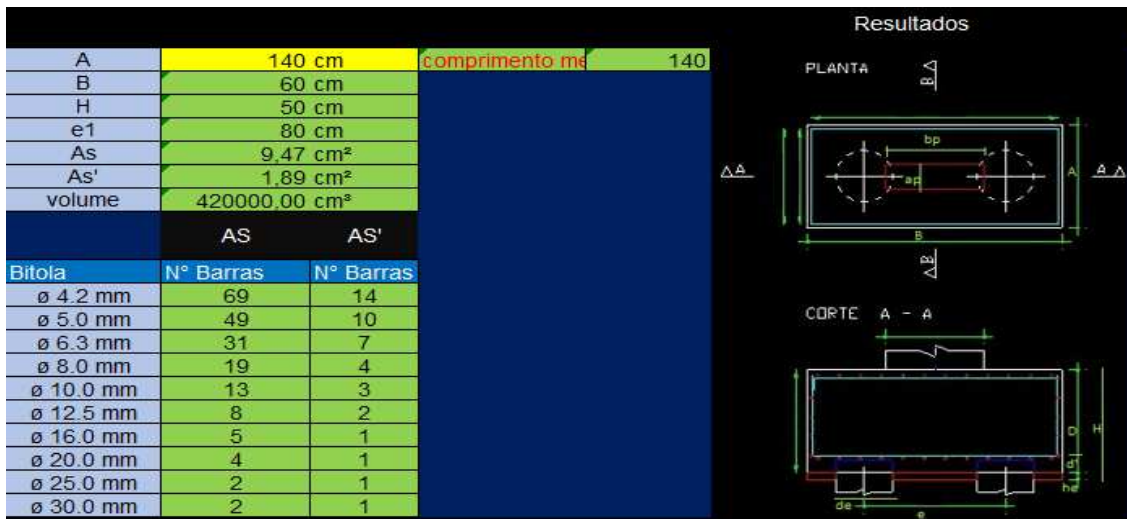 Resultados
A 140 cm comprimento me 140
B 60 cm
H 50 cm
e1 80 cm
As 9,47 cm²
As' 1,89 cm²
volume 420000,00 cm³
AS AS'
Bitola N° Barras N° Barras
ø 4.2 mm 69 14
ø 5.0 mm 49 10
ø 6.3 mm 31 7
ø 8.0 mm 19 4
ø 10.0 mm 13 3
ø 12.5 mm 8 2
ø 16.0 mm 5 1
ø 20.0 mm 4 1
ø 25.0 mm 2 1
ø 30.0 mm 2 1
PLANTA B
bp
A ap A A
B
B
CORTE A - A
D H
d'
he
de e